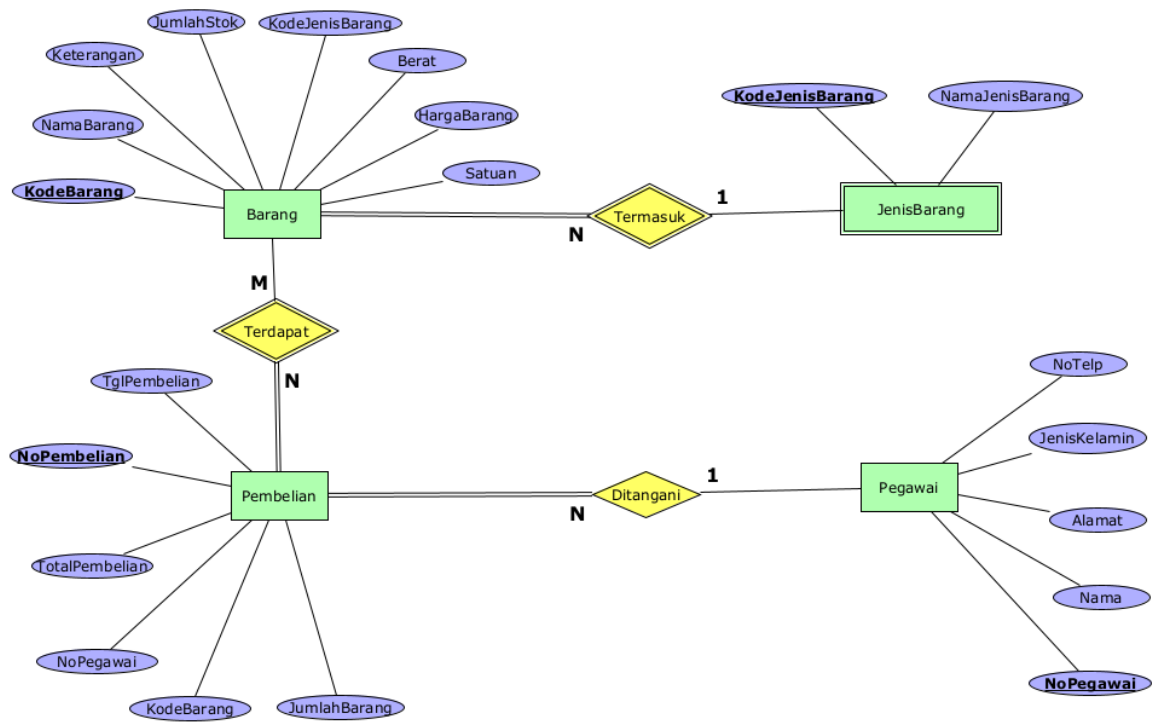 JumlahStok
KodeJenisBarang
Keterangan
Berat
KodeJenisBarang
NamaJenisBarang
NamaBarang
HargaBarang
Satuan
KodeBarang
Barang
Termasuk
1
JenisBarang
N
M
Terdapat
N
TglPembelian
NoTelp
NoPembelian
JenisKelamin
Pembelian
Ditangani
1
Pegawai
N
Alamat
TotalPembelian
Nama
NoPegawai
NoPegawai
KodeBarang
JumlahBarang